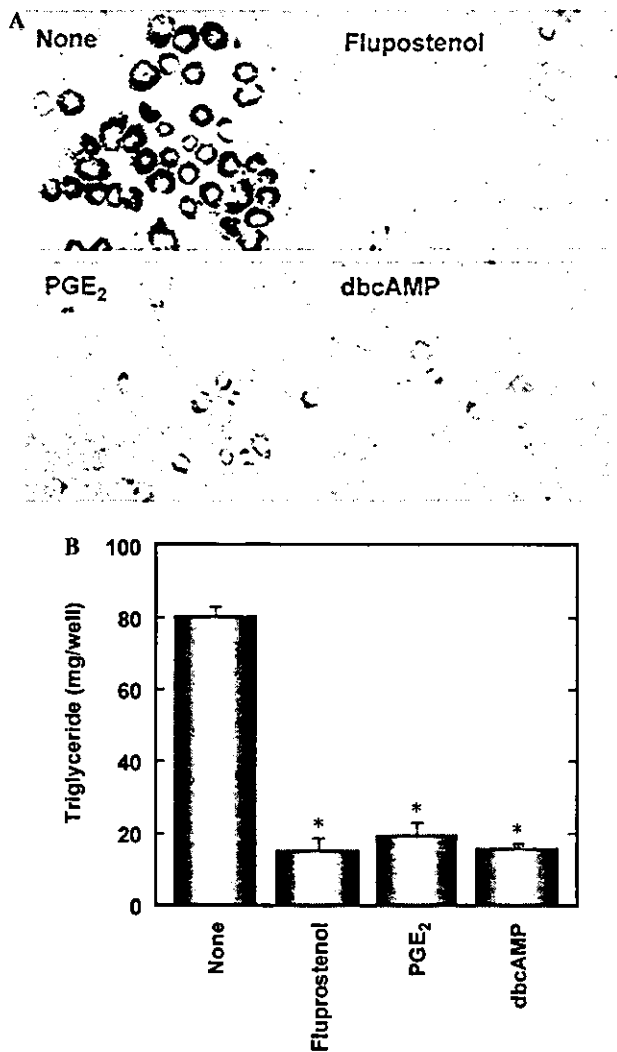 A
None
Flupostenol
PGE₂
dbcAMP
B
Triglyceride (mg/well)
100
80
60
40
20
0
*
*
*
None
Fluprostenol
PGE₂
dbcAMP